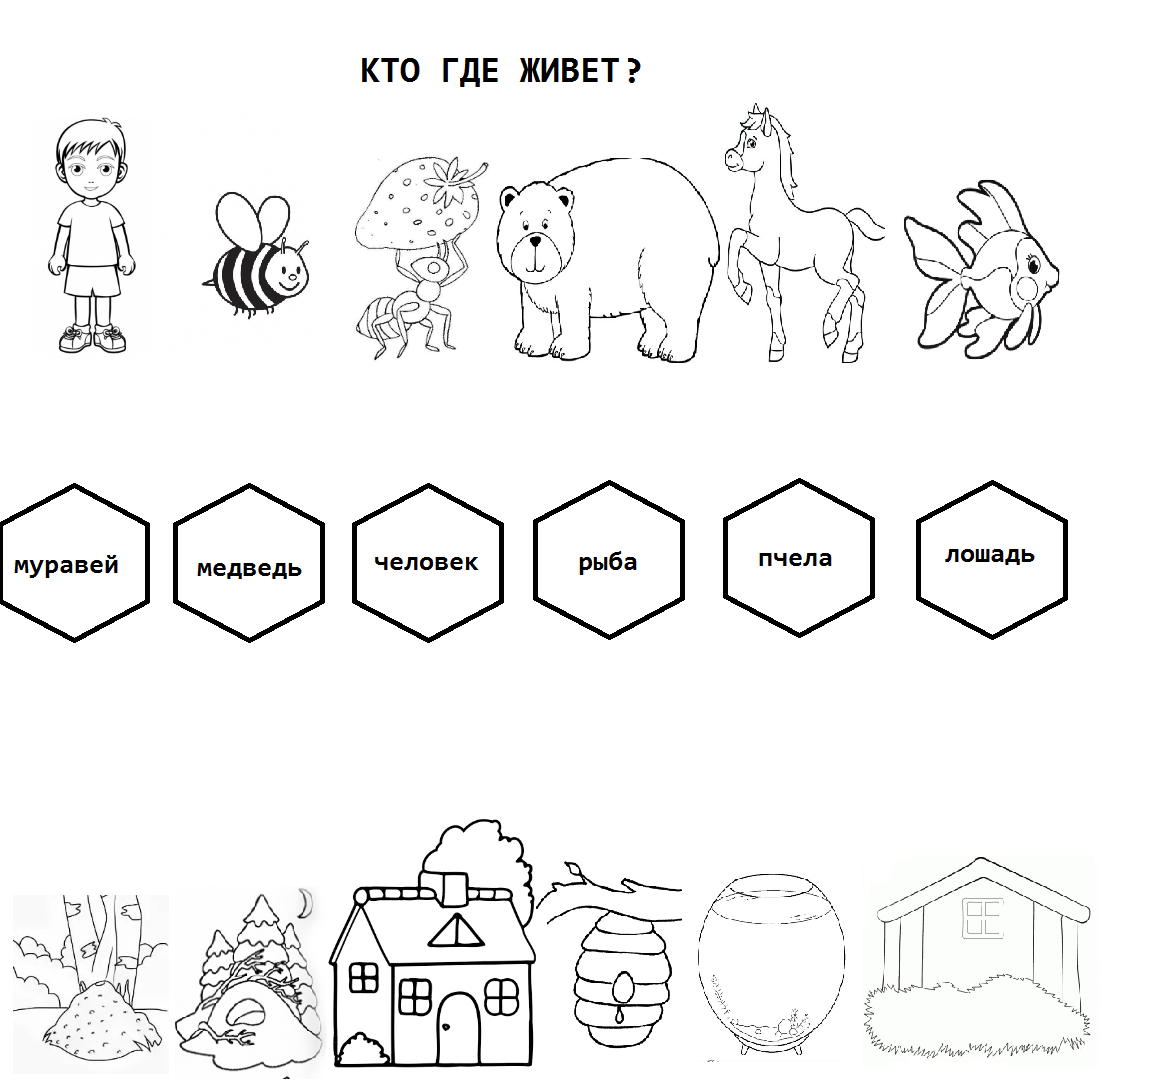 КТО ГДЕ ЖИВЕТ?
муравей
медведь
человек
рыба
пчела
лошадь